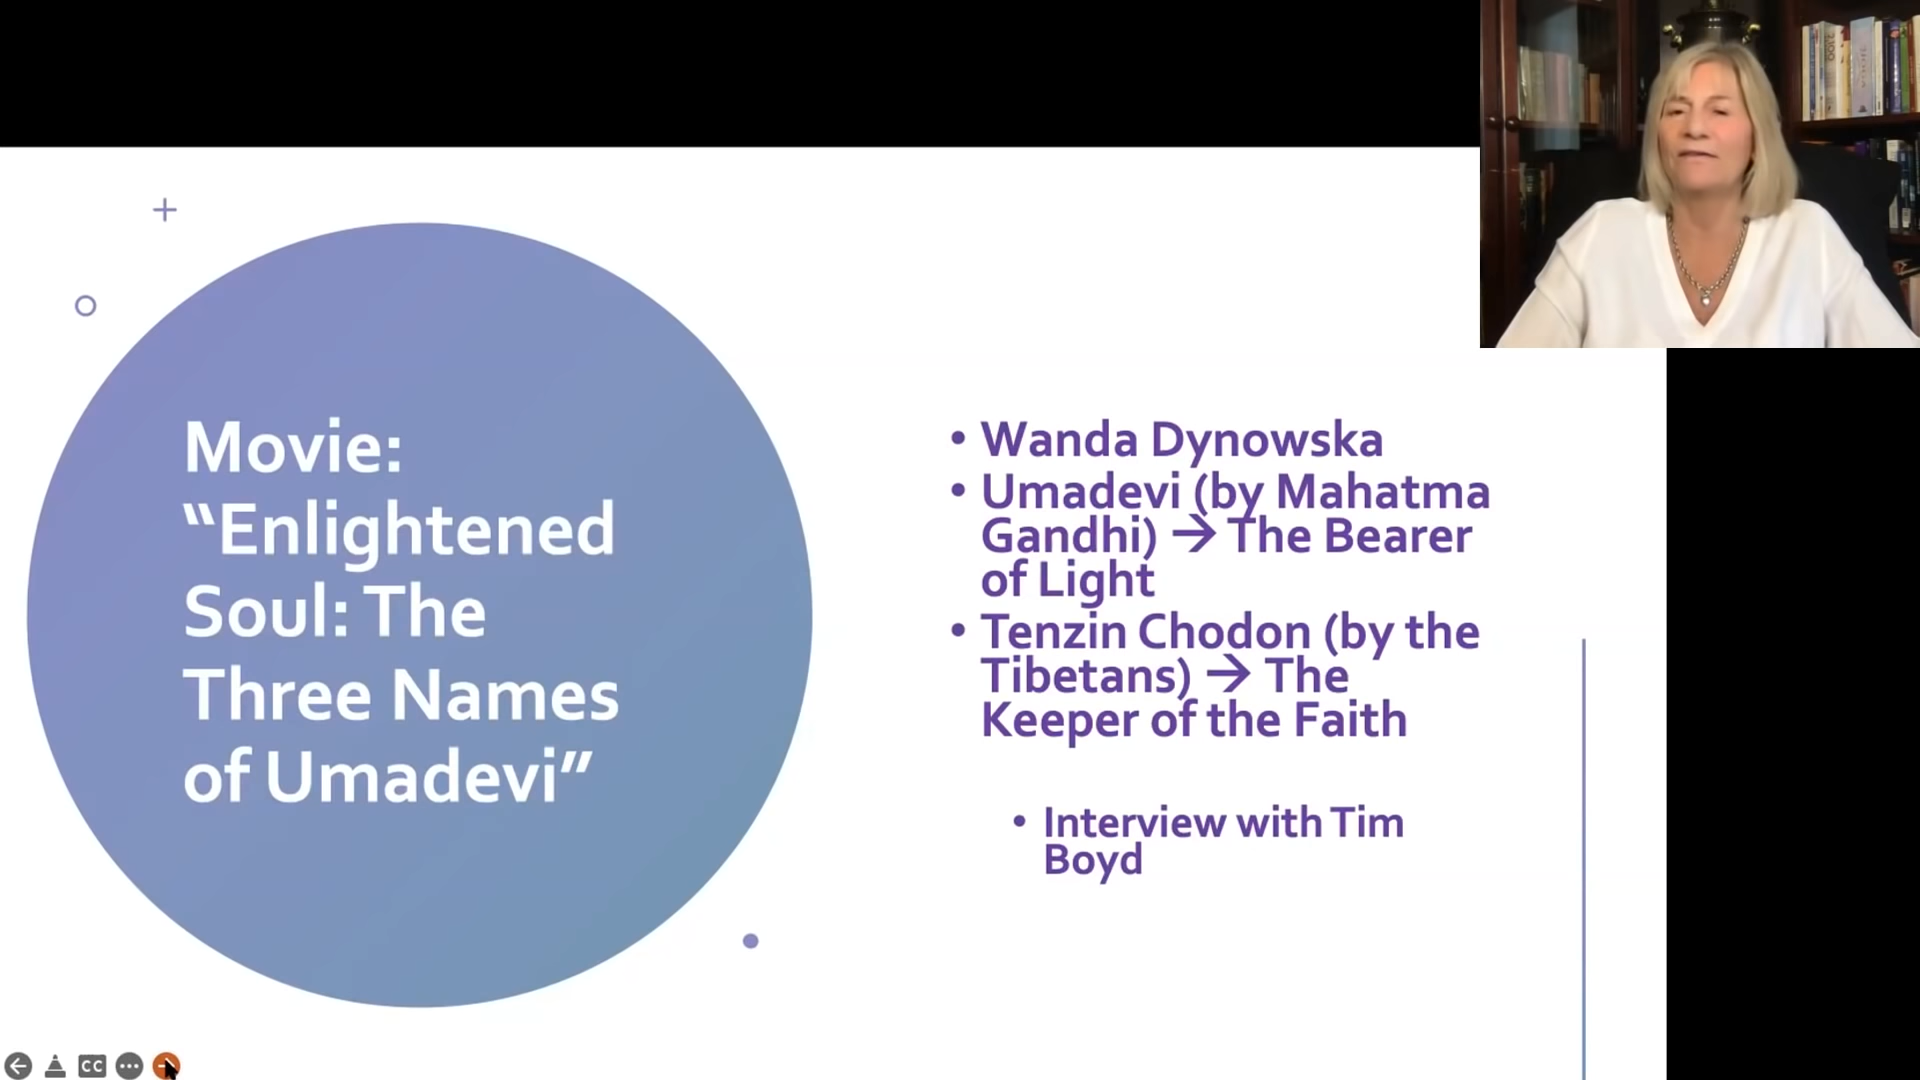 Movie:
“Enlightened
Soul: The
Three Names
of Umadevi”
• Wanda Dynowska
• Umadevi (by Mahatma
Gandhi) → The Bearer
of Light
• Tenzin Chodon (by the
Tibetans) → The
Keeper of the Faith
• Interview with Tim
Boyd
CC